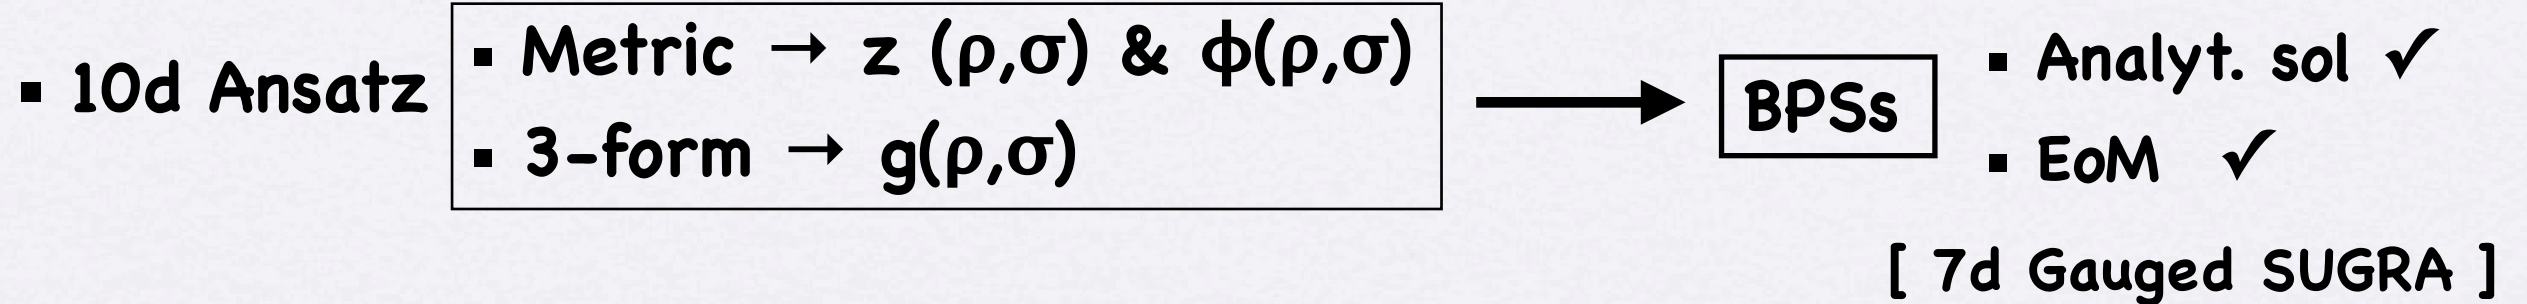 ▪ 10d Ansatz
▪ Metric → z (ρ,σ) & ϕ(ρ,σ)
▪ 3-form → g(ρ,σ)
BPSs
▪ Analyt. sol ✓
▪ EoM ✓
[ 7d Gauged SUGRA ]